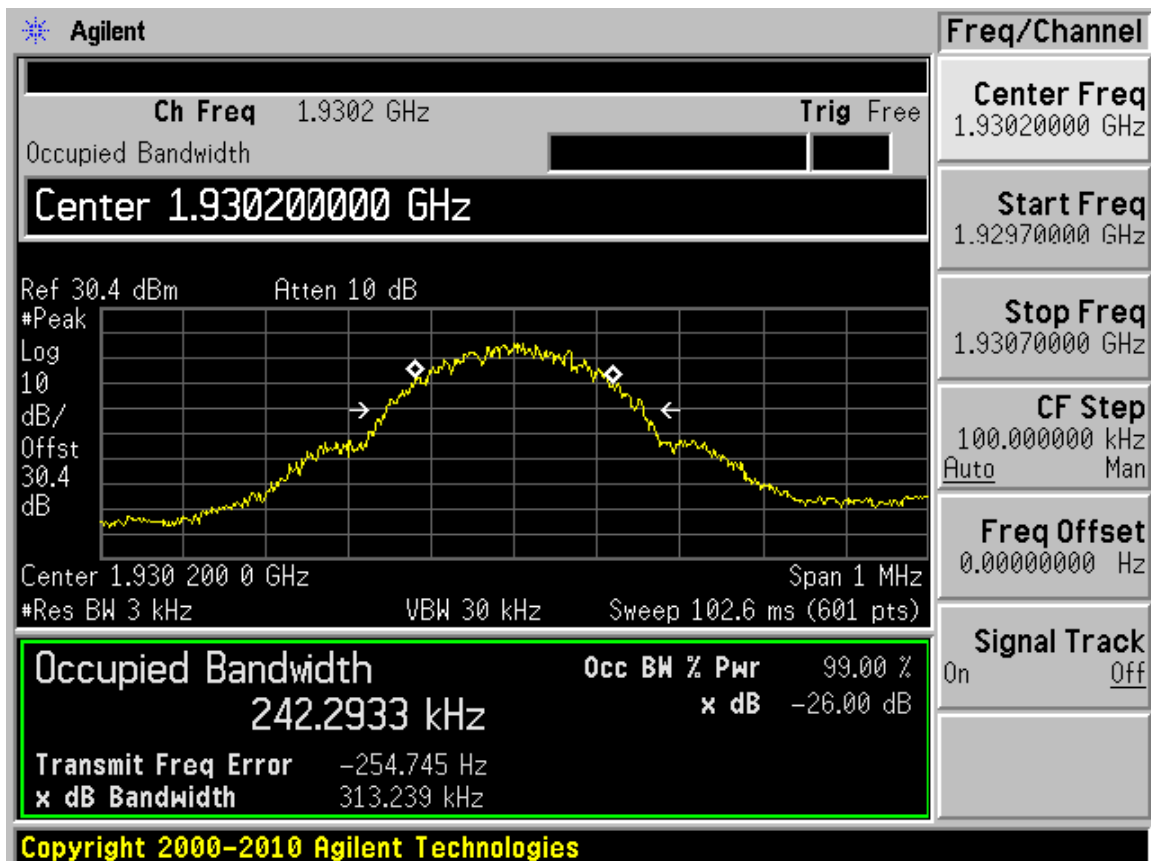 Agilent
Freq/Channel
Ch Freq 1.9302 GHz Trig Free
Occupied Bandwidth
Center 1.930200000 GHz
Ref 30.4 dBm Atten 10 dB
#Peak
Log
10
dB/
Offst
30.4
dB
Center 1.930 200 0 GHz Span 1 MHz
#Res BW 3 kHz VBW 30 kHz Sweep 102.6 ms (601 pts)
Occupied Bandwidth
242.2933 kHz
Occ BW % Pwr 99.00 %
x dB -26.00 dB
Transmit Freq Error -254.745 Hz
x dB Bandwidth 313.239 kHz
Center Freq
1.93020000 GHz
Start Freq
1.92970000 GHz
Stop Freq
1.93070000 GHz
CF Step
100.000000 kHz
Auto Man
Freq Offset
0.00000000 Hz
Signal Track
On Off
Copyright 2000-2010 Agilent Technologies